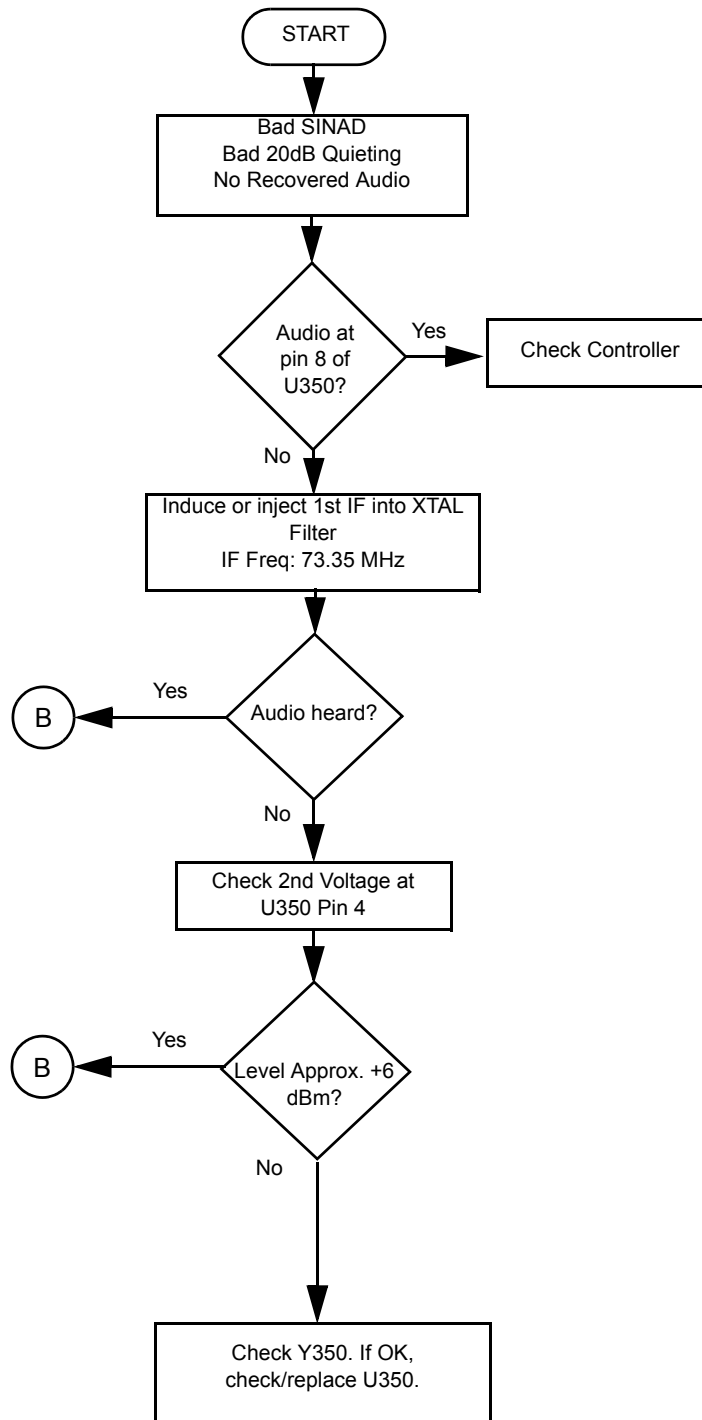 START
Bad SINAD
Bad 20dB Quieting
No Recovered Audio
Audio at
pin 8 of
U350?
Yes
Check Controller
No
Induce or inject 1st IF into XTAL
Filter
IF Freq: 73.35 MHz
Audio heard?
Yes
B
No
Check 2nd Voltage at
U350 Pin 4
Level Approx. +6
dBm?
Yes
B
No
Check Y350. If OK,
check/replace U350.